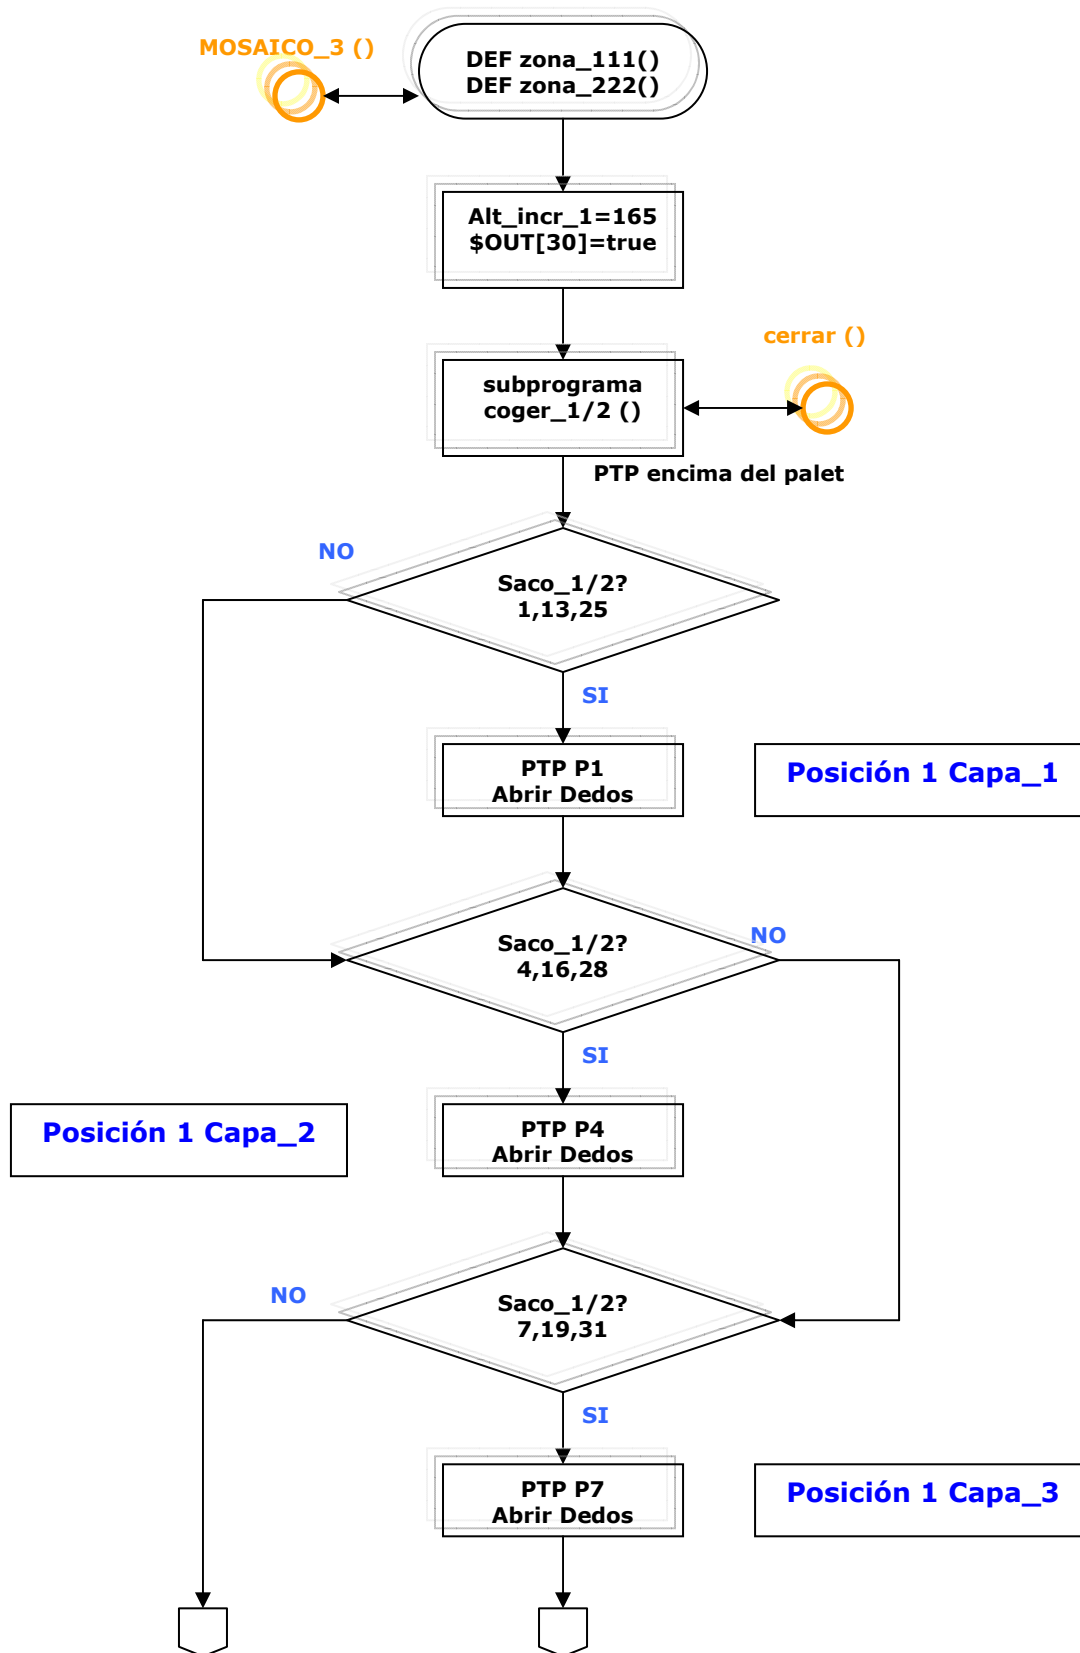 MOSAICO_3 ()
DEF zona_111()
DEF zona_222()
Alt_incr_1=165
$OUT[30]=true
cerrar ()
subprograma
coger_1/2 ()
PTP encima del palet
NO
Saco_1/2?
1,13,25
SI
PTP P1
Abrir Dedos
Posición 1 Capa_1
Saco_1/2?
4,16,28
NO
SI
Posición 1 Capa_2
PTP P4
Abrir Dedos
NO
Saco_1/2?
7,19,31
SI
PTP P7
Abrir Dedos
Posición 1 Capa_3